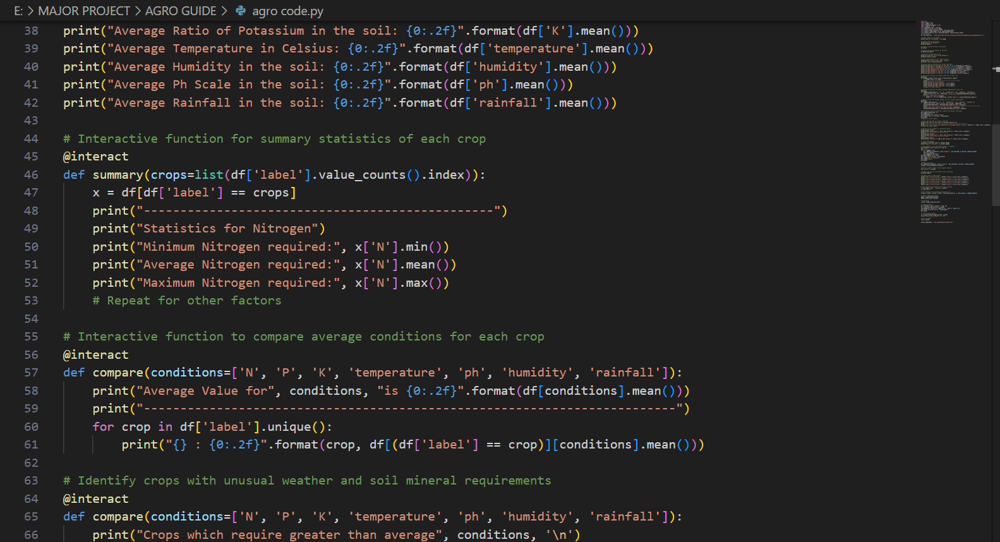 E: > MAJOR PROJECT > AGRO GUIDE > agro code.py
38 print("Average Ratio of Potassium in the soil: {0:.2f}".format(df['K'].mean()))
39 print("Average Temperature in Celsius: {0:.2f}".format(df['temperature'].mean()))
40 print("Average Humidity in the soil: {0:.2f}".format(df['humidity'].mean()))
41 print("Average Ph Scale in the soil: {0:.2f}".format(df['ph'].mean()))
42 print("Average Rainfall in the soil: {0:.2f}".format(df['rainfall'].mean()))
43
44 # Interactive function for summary statistics of each crop
45 @interact
46 def summary(crops=list(df['label'].value_counts().index)):
47     x = df[df['label'] == crops]
48     print("------------------------------------------------")
49     print("Statistics for Nitrogen")
50     print("Minimum Nitrogen required:", x['N'].min())
51     print("Average Nitrogen required:", x['N'].mean())
52     print("Maximum Nitrogen required:", x['N'].max())
53     # Repeat for other factors
54
55 # Interactive function to compare average conditions for each crop
56 @interact
57 def compare(conditions=['N', 'P', 'K', 'temperature', 'ph', 'humidity', 'rainfall']):
58     print("Average Value for", conditions, "is {0:.2f}".format(df[conditions].mean()))
59     print("-------------------------------------------------------------------------")
60     for crop in df['label'].unique():
61         print("{} : {0:.2f}".format(crop, df[(df['label'] == crop)][conditions].mean()))
62
63 # Identify crops with unusual weather and soil mineral requirements
64 @interact
65 def compare(conditions=['N', 'P', 'K', 'temperature', 'ph', 'humidity', 'rainfall']):
66     print("Crops which require greater than average", conditions, '\n')